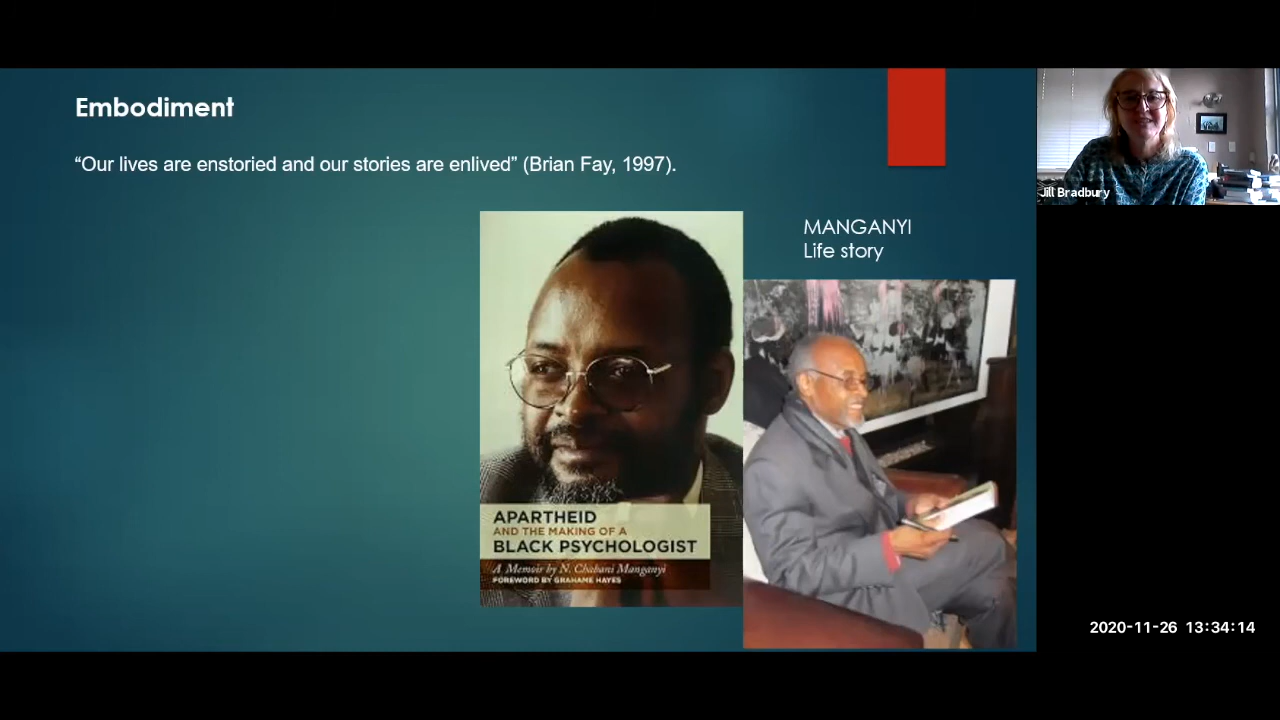 Embodiment
“Our lives are enstoried and our stories are enlived” (Brian Fay, 1997).
MANGANYI
Life story
APARTHEID
AND THE MAKING OF A
BLACK PSYCHOLOGIST
A Memoir by N. Chabani Manganyi
FOREWORD BY GRAHAME HAYES
Jill Bradbury
2020-11-26 13:34:14